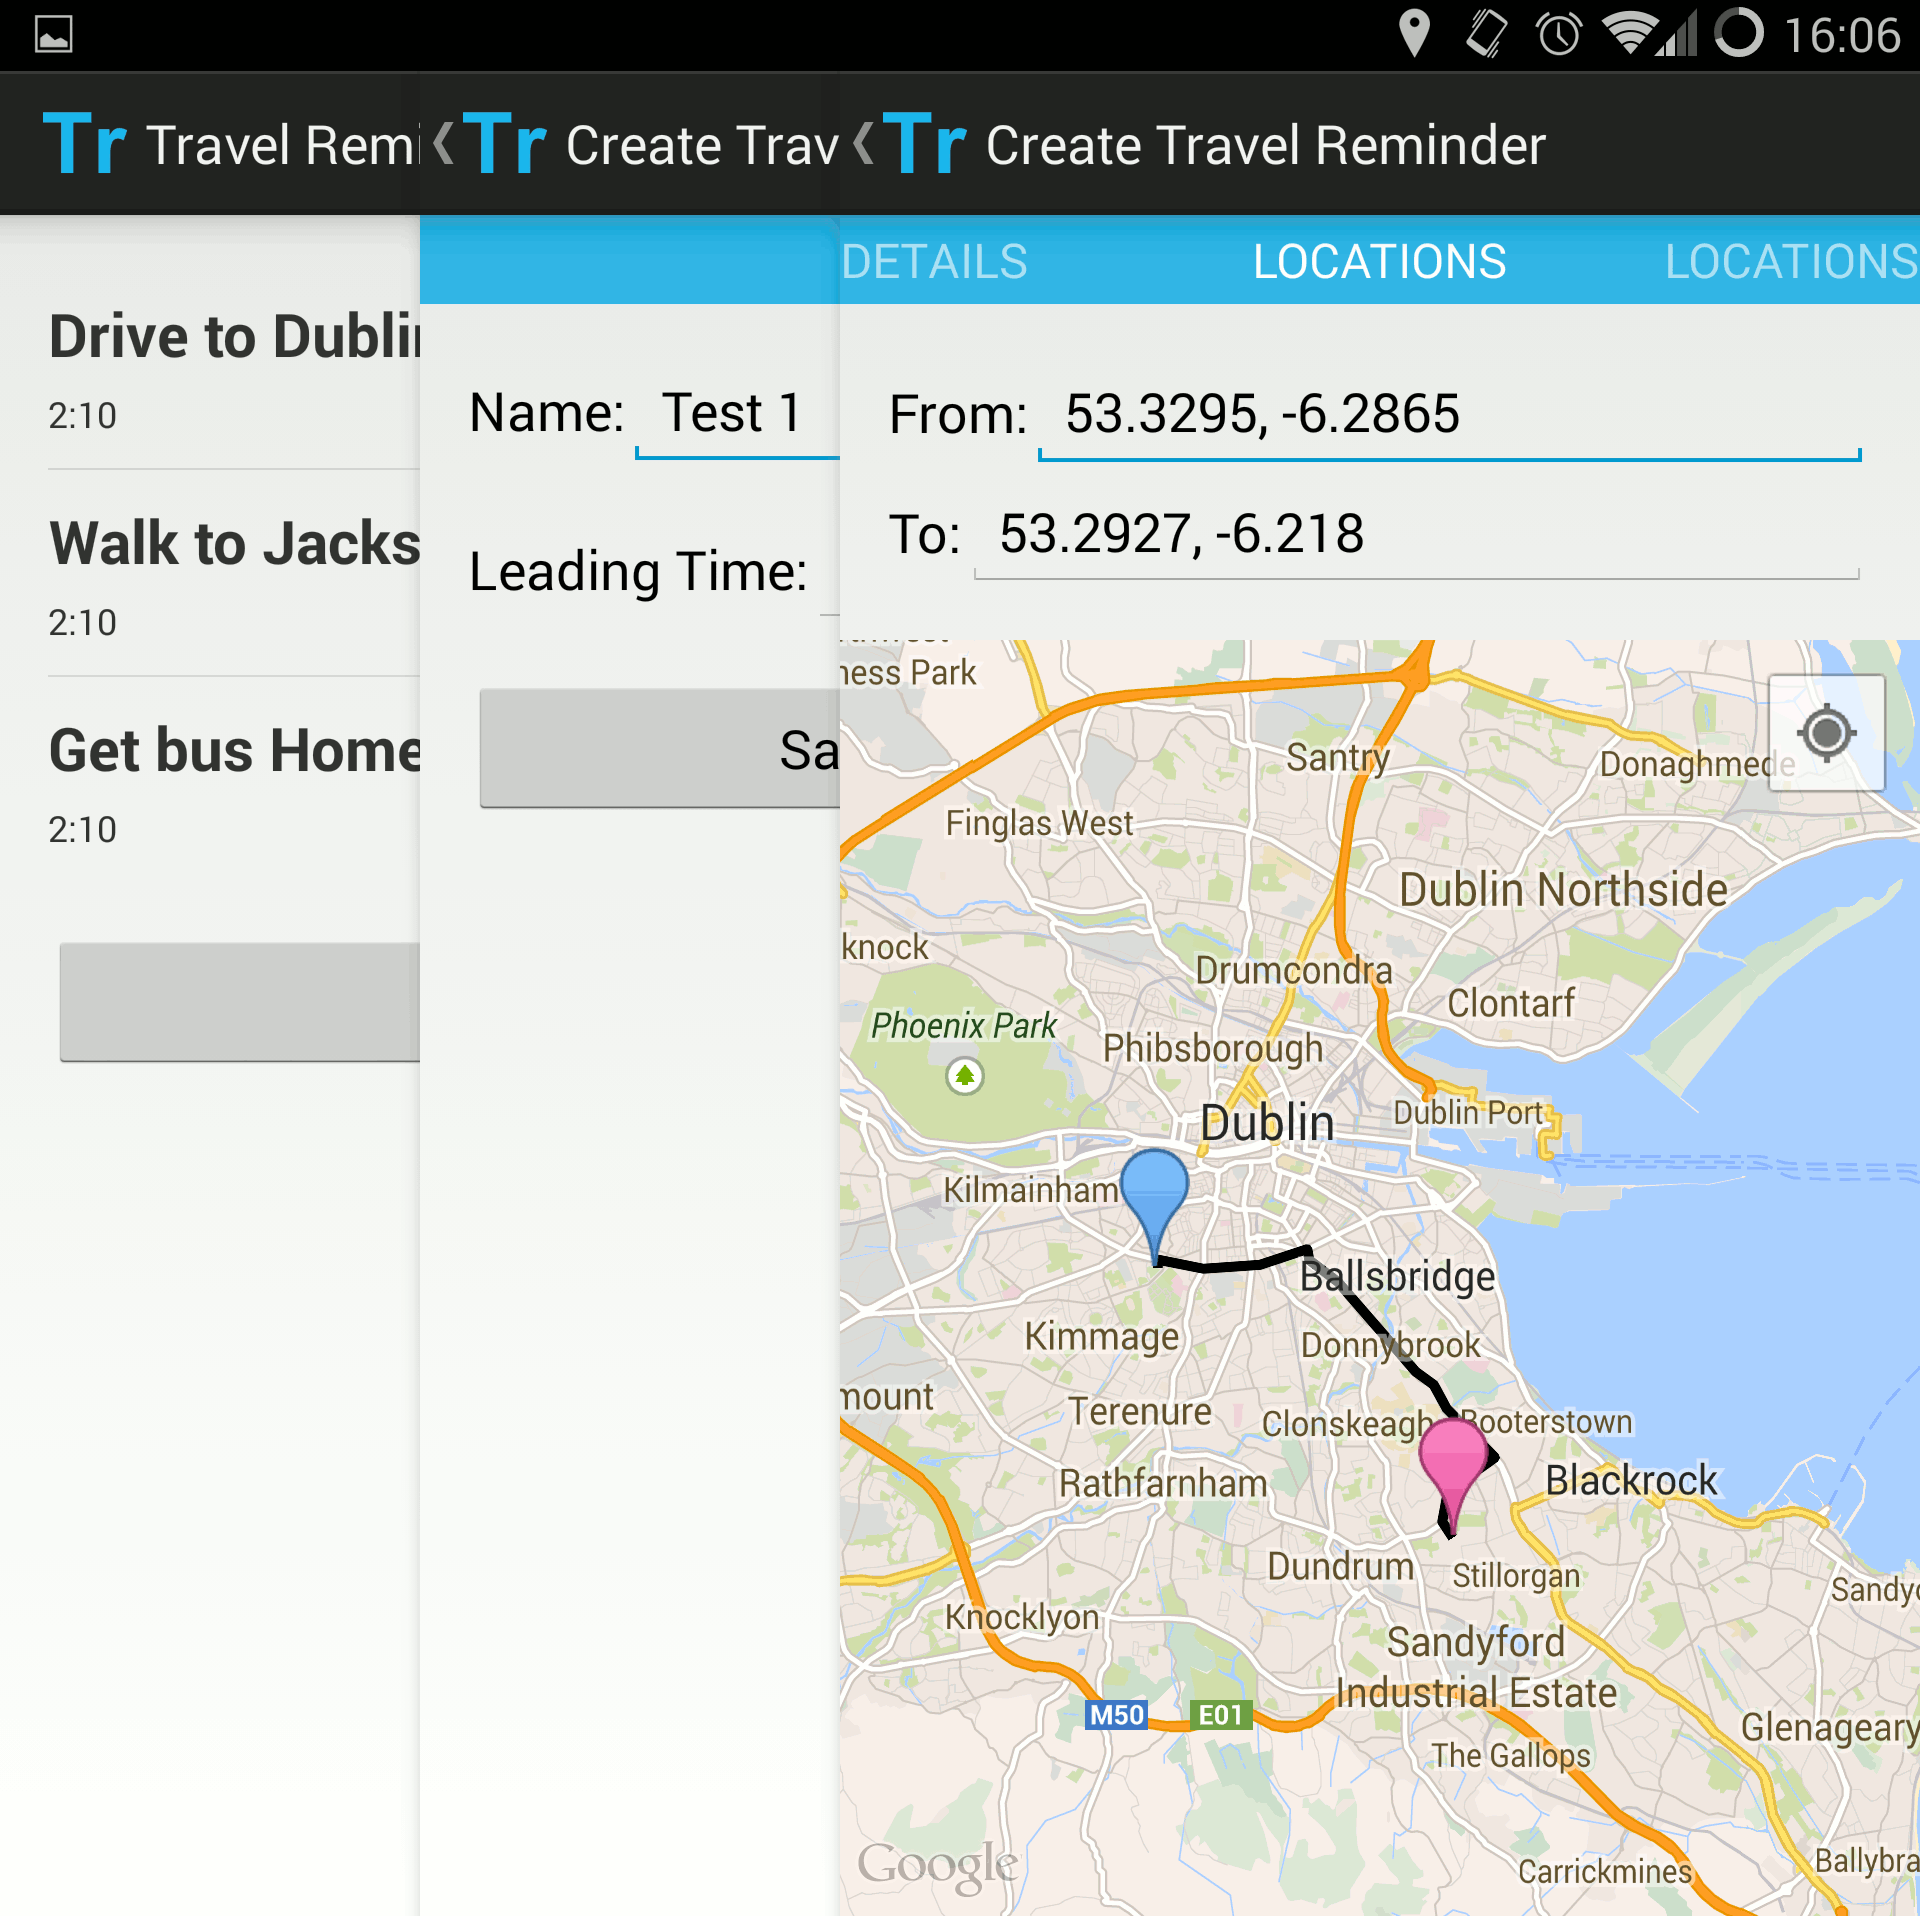 16:06
Tr Travel Remi
Tr Create Trav
Tr Create Travel Reminder
Drive to Dublin
2:10
Walk to Jacks
2:10
Get bus Home
2:10
Name: Test 1
Leading Time:
Sa
DETAILS LOCATIONS LOCATIONS
From: 53.3295, -6.2865
To: 53.2927, -6.218
ness Park
Santry
Donaghmede
Finglas West
Dublin Northside
knock
Drumcondra
Clontarf
Phoenix Park
Phibsborough
Dublin
Dublin Port
Kilmainham
Ballsbridge
Kimmage
Donnybrook
mount
Terenure
Clonskeagh
Booterstown
Rathfarnham
Blackrock
Dundrum
Stillorgan
Sandyc
Knocklyon
Sandyford
Industrial Estate
M50
E01
Glenageary
The Gallops
Google
Carrickmines
Ballybra